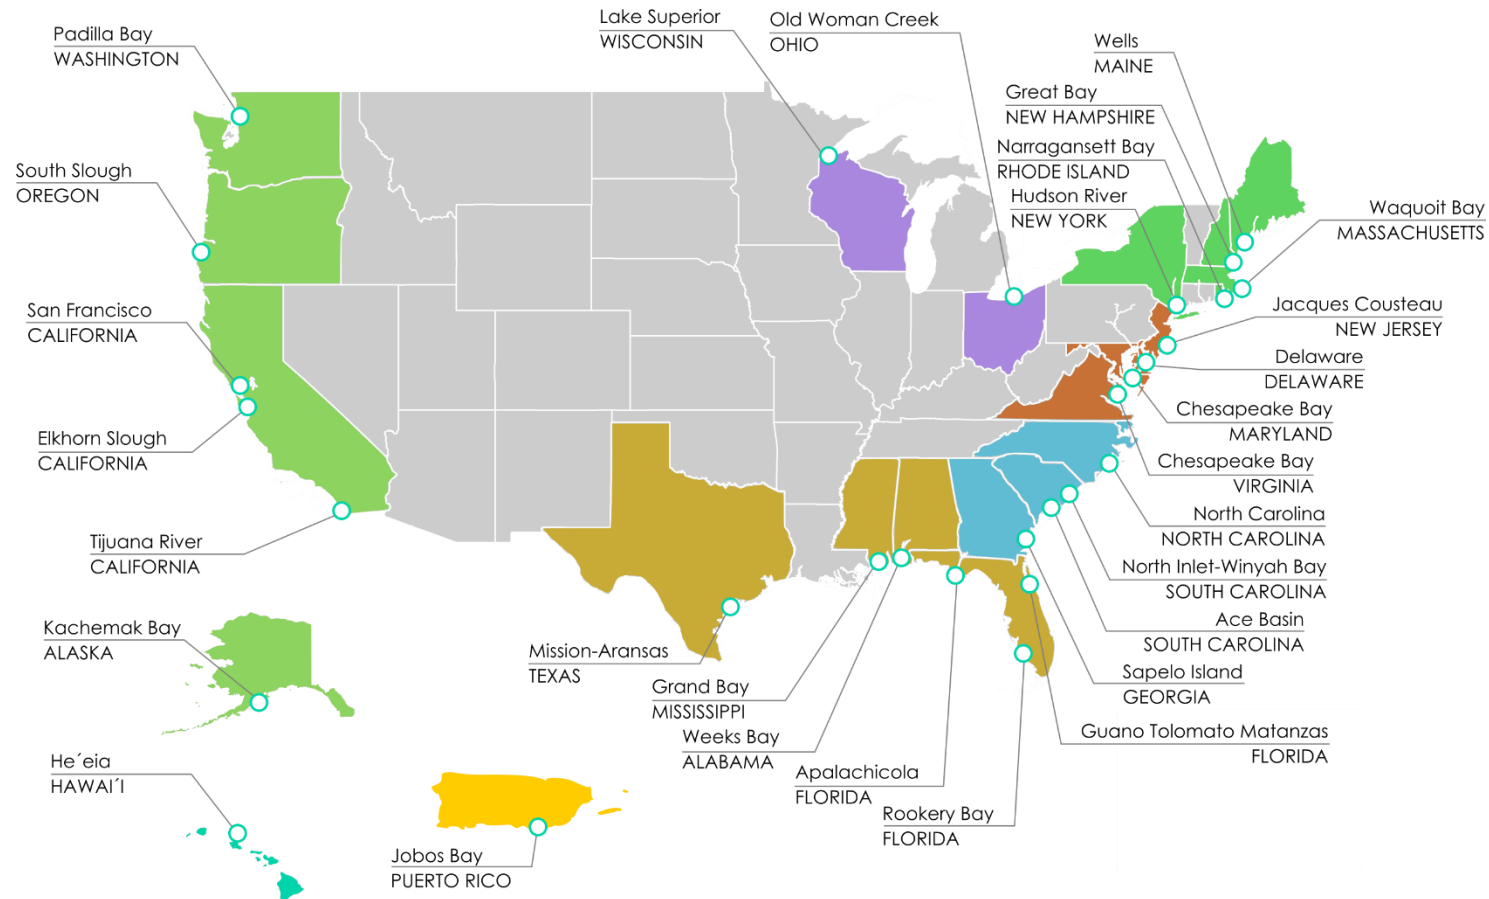 Padilla Bay
WASHINGTON
South Slough
OREGON
San Francisco
CALIFORNIA
Elkhorn Slough
CALIFORNIA
Tijuana River
CALIFORNIA
Kachemak Bay
ALASKA
He´eia
HAWAI´I
Jobos Bay
PUERTO RICO
Lake Superior
WISCONSIN
Old Woman Creek
OHIO
Wells
MAINE
Great Bay
NEW HAMPSHIRE
Narragansett Bay
RHODE ISLAND
Hudson River
NEW YORK
Waquoit Bay
MASSACHUSETTS
Jacques Cousteau
NEW JERSEY
Delaware
DELAWARE
Chesapeake Bay
MARYLAND
Chesapeake Bay
VIRGINIA
North Carolina
NORTH CAROLINA
North Inlet-Winyah Bay
SOUTH CAROLINA
Ace Basin
SOUTH CAROLINA
Sapelo Island
GEORGIA
Guano Tolomato Matanzas
FLORIDA
Mission-Aransas
TEXAS
Grand Bay
MISSISSIPPI
Weeks Bay
ALABAMA
Apalachicola
FLORIDA
Rookery Bay
FLORIDA